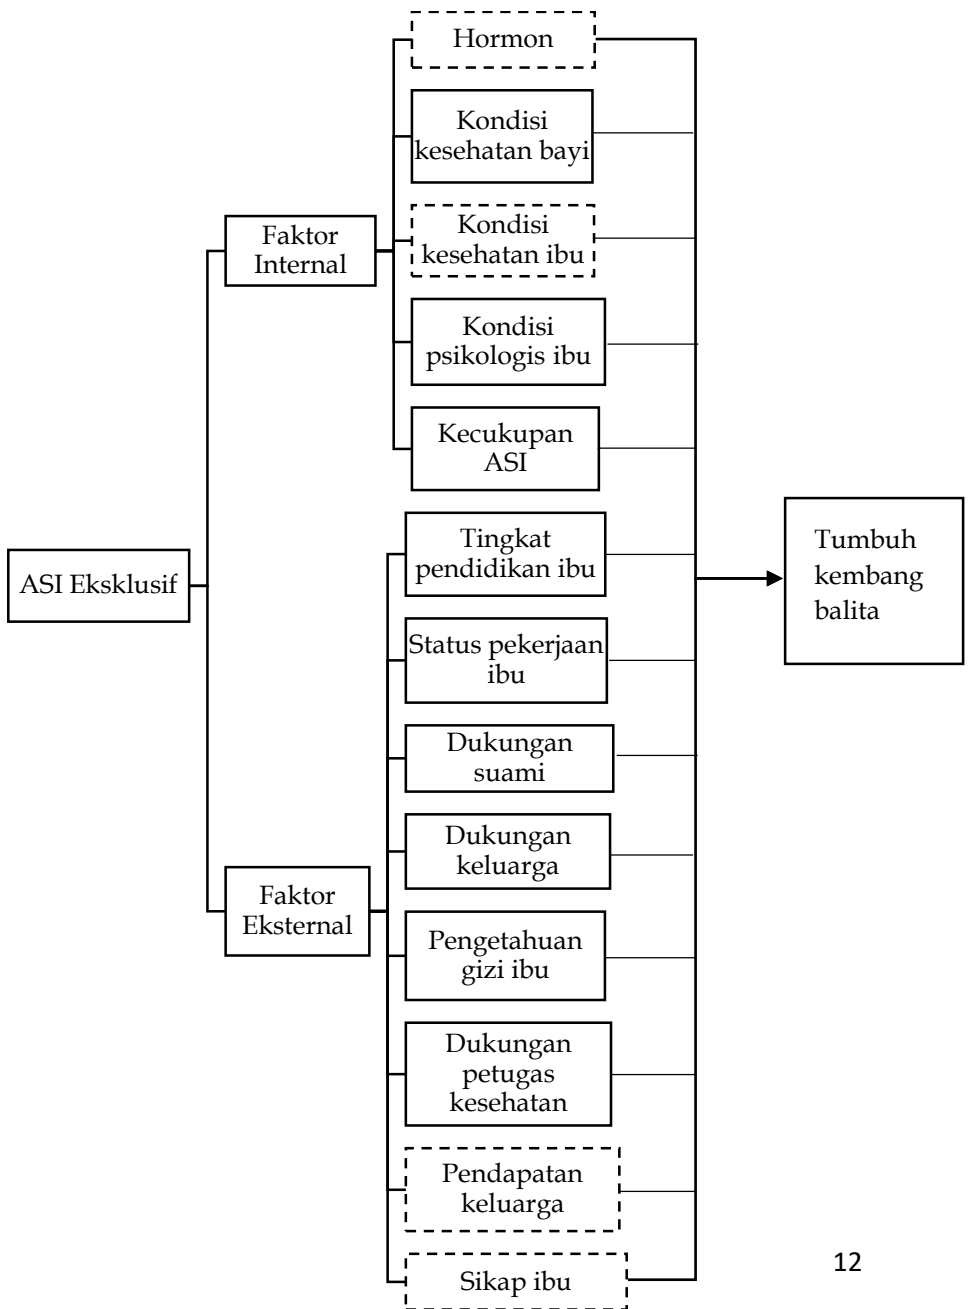 Hormon
Kondisi
kesehatan bayi
Kondisi
kesehatan ibu
Kondisi
psikologis ibu
Kecukupan
ASI
Faktor
Internal
ASI Eksklusif
Faktor
Eksternal
Tingkat
pendidikan ibu
Status pekerjaan
ibu
Dukungan
suami
Dukungan
keluarga
Pengetahuan
gizi ibu
Dukungan
petugas
kesehatan
Pendapatan
keluarga
Sikap ibu
Tumbuh
kembang
balita
12